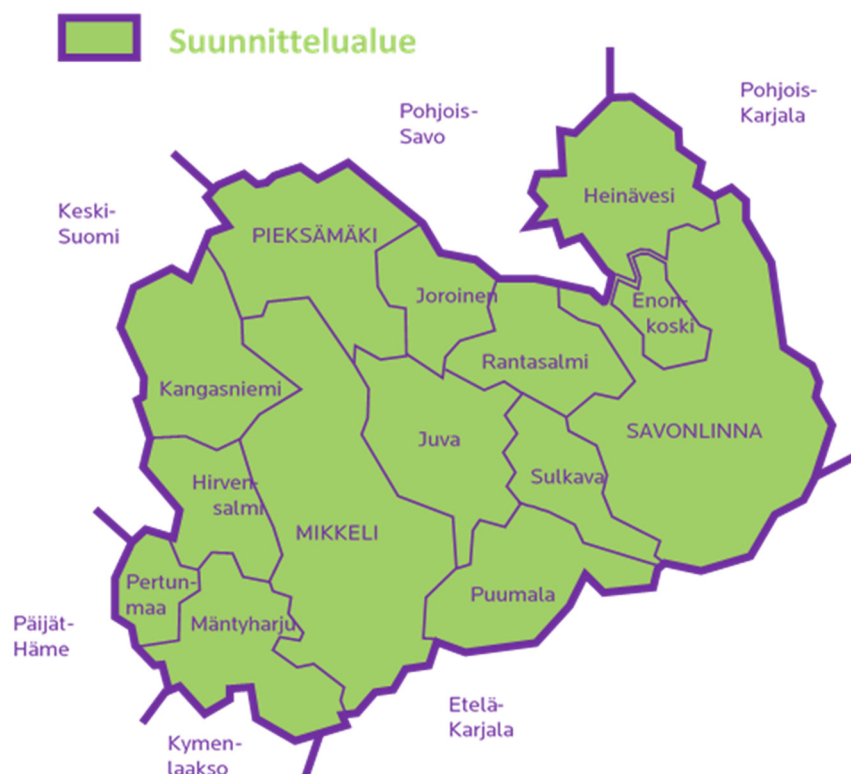 Suunnittelualue
Pohjois-
Karjala
Pohjois-
Savo
Heinävesi
Keski-
Suomi
PIEKSÄMÄKI
Joroinen
Enon-
koski
Rantasalmi
Kangasniemi
Juva
SAVONLINNA
Sulkava
Hirven-
salmi
MIKKELI
Pertun-
maa
Puumala
Mäntyharju
Päijät-
Häme
Etelä-
Karjala
Kymen-
laakso